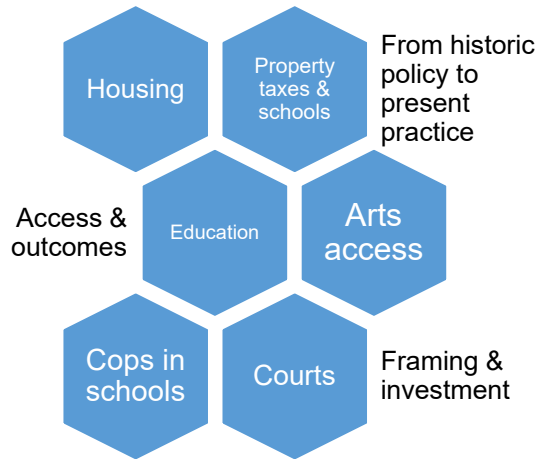 Housing
Property
taxes &
schools
From historic
policy to
present
practice
Access &
outcomes
Education
Arts
access
Cops in
schools
Courts
Framing &
investment